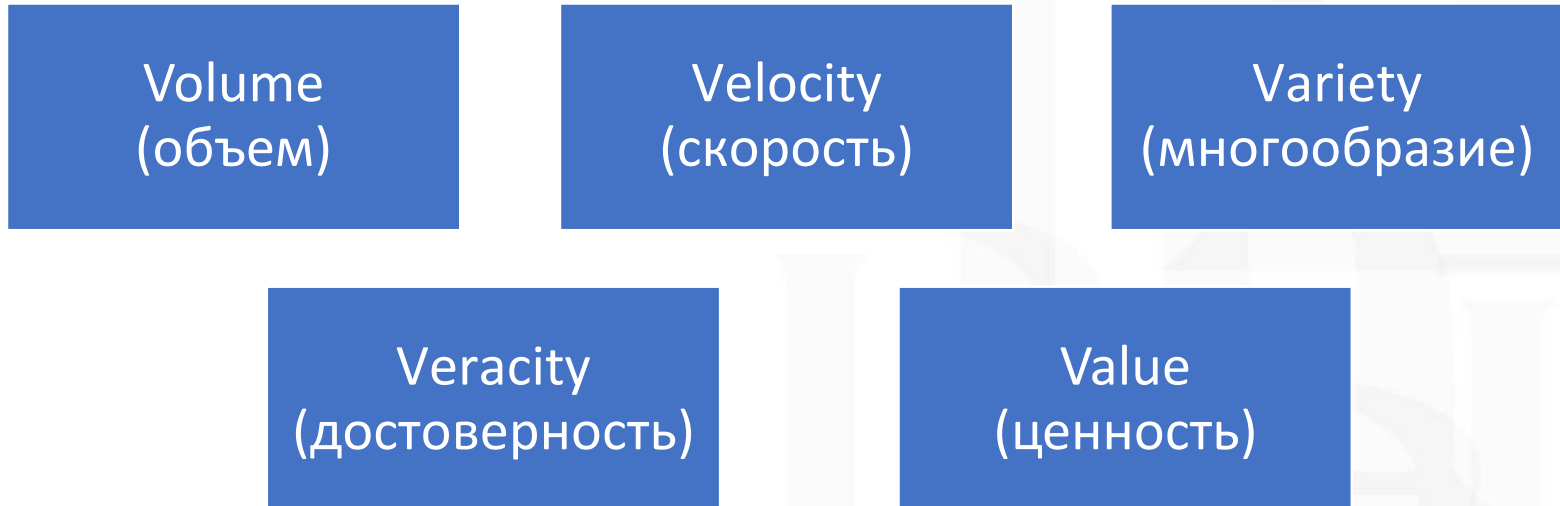 Volume
(объем)
Velocity
(скорость)
Variety
(многообразие)
Veracity
(достоверность)
Value
(ценность)